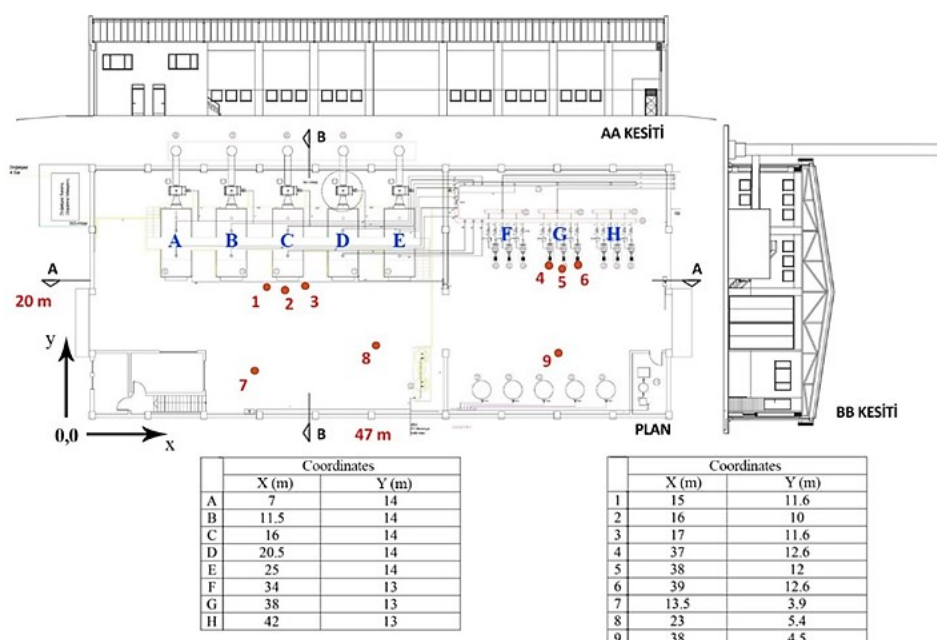 B
AA KESİTİ
A B C D E F G H
A
A
20 m
1 2 3 4 5 6
y
7 8 9
0,0
x
B
47 m
PLAN
BB KESİTİ
Coordinates
X (m) Y (m)
A 7 14
B 11.5 14
C 16 14
D 20.5 14
E 25 14
F 34 13
G 38 13
H 42 13
Coordinates
X (m) Y (m)
1 15 11.6
2 16 10
3 17 11.6
4 37 12.6
5 38 12
6 39 12.6
7 13.5 3.9
8 23 5.4
9 38 4.5